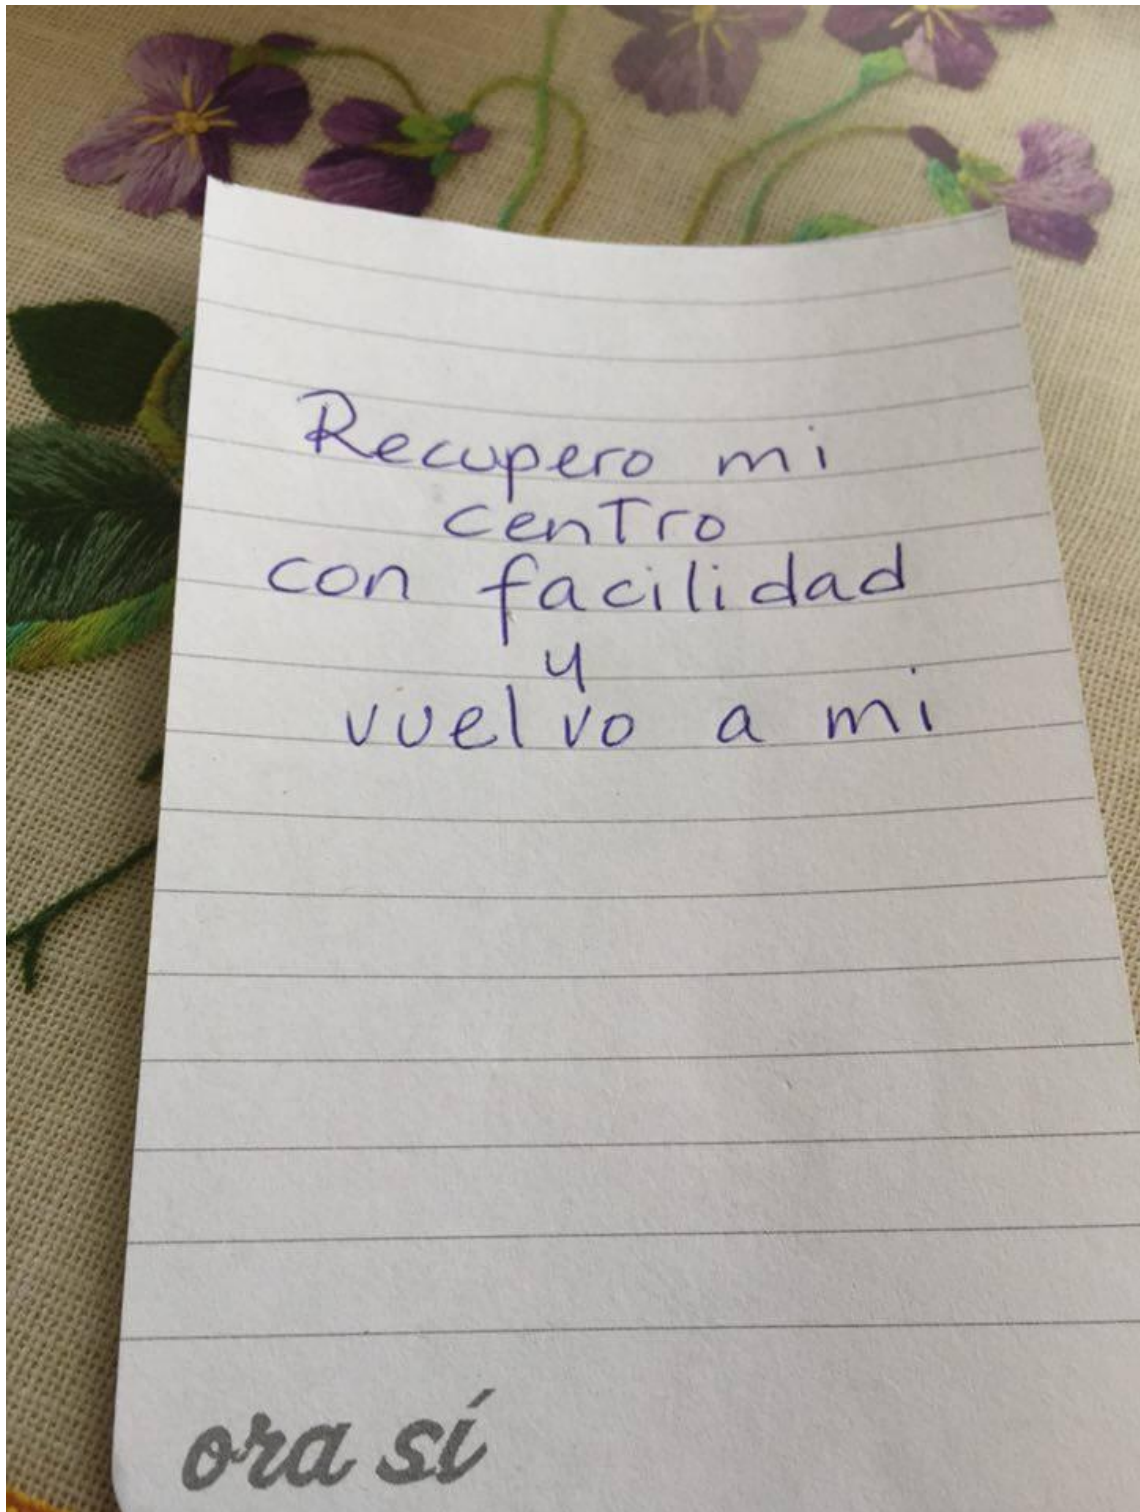 Recupero mi
centro
con facilidad
y
vuelvo a mi
ora sí